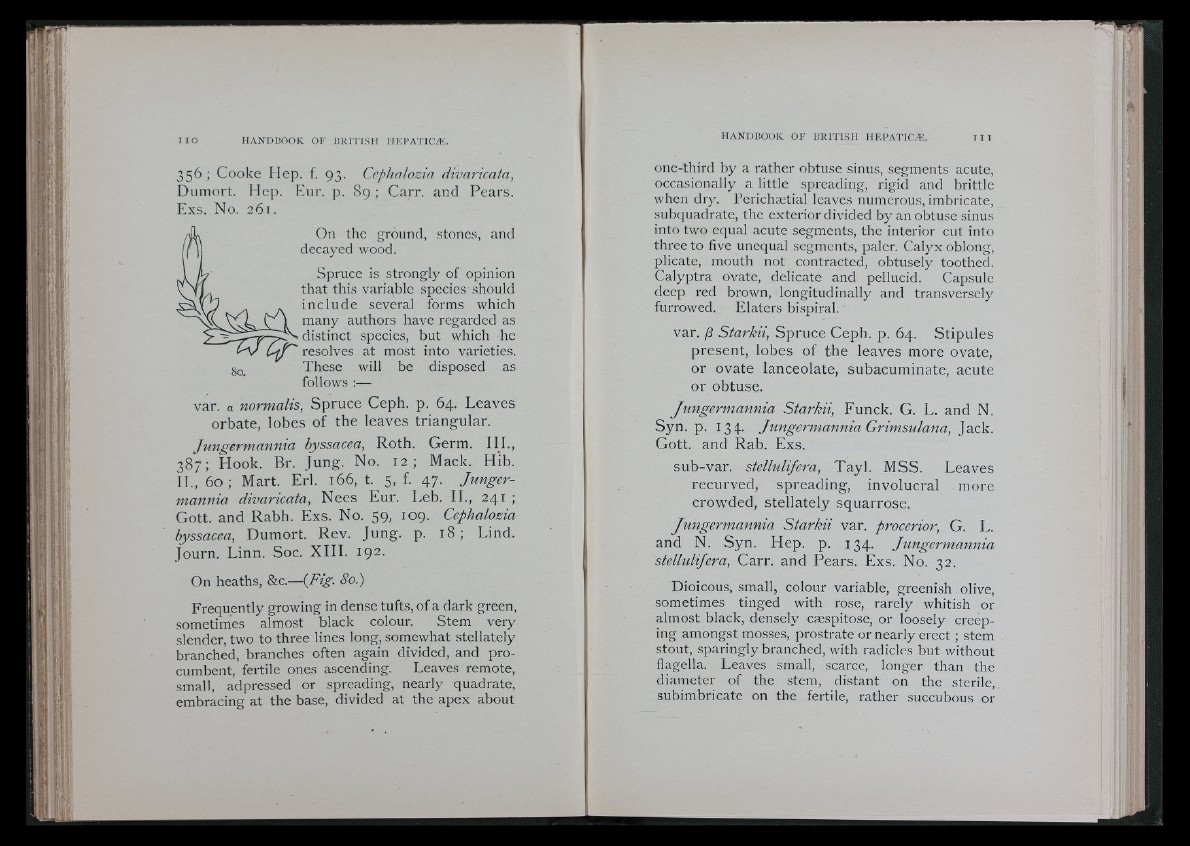 110 HANDBOOK OF BRITISH HEPATICÆ.
356 ; Cooke Hep. f. 93. Cephalozia divaricata,
Dumort. Hep. Eur. p. 89 ; Carr. and Pears.
Exs. No. 261.
On the ground, stones, and
decayed wood.
Spruce is strongly of opinion
that this variable species should
include several forms which
many authors have regarded as
distinct species, but which he
resolves at most into varieties.
These will be disposed as
follows :—
80.
var. α normalis, Spruce Ceph. p. 64. Leaves
orbate, lobes of the leaves triangular.
Jungermannia byssacea, Roth. Germ. III.,
387 ; Hook. Br. Jung. No. 12 ; Mack. Hib.
II., 60 ; Mart. Erl. 166, t. 5, f. 47. Junger-
mannia divaricata, Nees Eur. Leb. II., 241 ;
Gott. and Rabh. Exs. No. 59, 109. Cephalozia
byssacea, Dumort. Rev. Jung. p. 18 ; Lind.
Journ. Linn. Soc. XIII. 192.
On heaths, &c.—(Fig. 80.)
Frequently growing in dense tufts, of a dark green,
sometimes almost black colour. Stem very
slender, two to three lines long, somewhat stellately
branched, branches often again divided, and pro-
cumbent, fertile ones ascending. Leaves remote,
small, adpressed or spreading, nearly quadrate,
embracing at the base, divided at the apex about
HANDBOOK OF BRITISH HEPATICÆ. 111
one-third by a rather obtuse sinus, segments acute,
occasionally a little spreading, rigid and brittle
when dry. Perichætial leaves numerous, imbricate,
subquadrate, the exterior divided by an obtuse sinus
into two equal acute segments, the interior cut into
three to five unequal segments, paler. Calyx oblong,
plicate, mouth not contracted, obtusely toothed.
Calyptra ovate, delicate and pellucid. Capsule
deep red brown, longitudinally and transversely
furrowed. Elaters bispiral.
var. β Starkii, Spruce Ceph. p. 64. Stipules
present, lobes of the leaves more ovate,
or ovate lanceolate, subacuminate, acute
or obtuse.
Jungermannia Starkii, Funck. G. L. and N.
Syn. p. 134. Jungermannia Grimsulana, Jack.
Gott. and Rab. Exs.
sub-var. stellulifera, Tayl. MSS. Leaves
recurved, spreading, involucral more
crowded, stellately squarrose.
Jungermannia Starkii var. procerior, G. L.
and N. Syn. Hep. p. 134. Jungermannia
stellulifera, Carr. and Pears. Exs. No. 32.
Dioicous, small, colour variable, greenish olive,
sometimes tinged with rose, rarely whitish or
almost black, densely cæspitose, or loosely creep-
ing amongst mosses, prostrate or nearly erect ; stem
stout, sparingly branched, with radicles but without
flagella. Leaves small, scarce, longer than the
diameter of the stem, distant on the sterile,
subimbricate on the fertile, rather succubous or